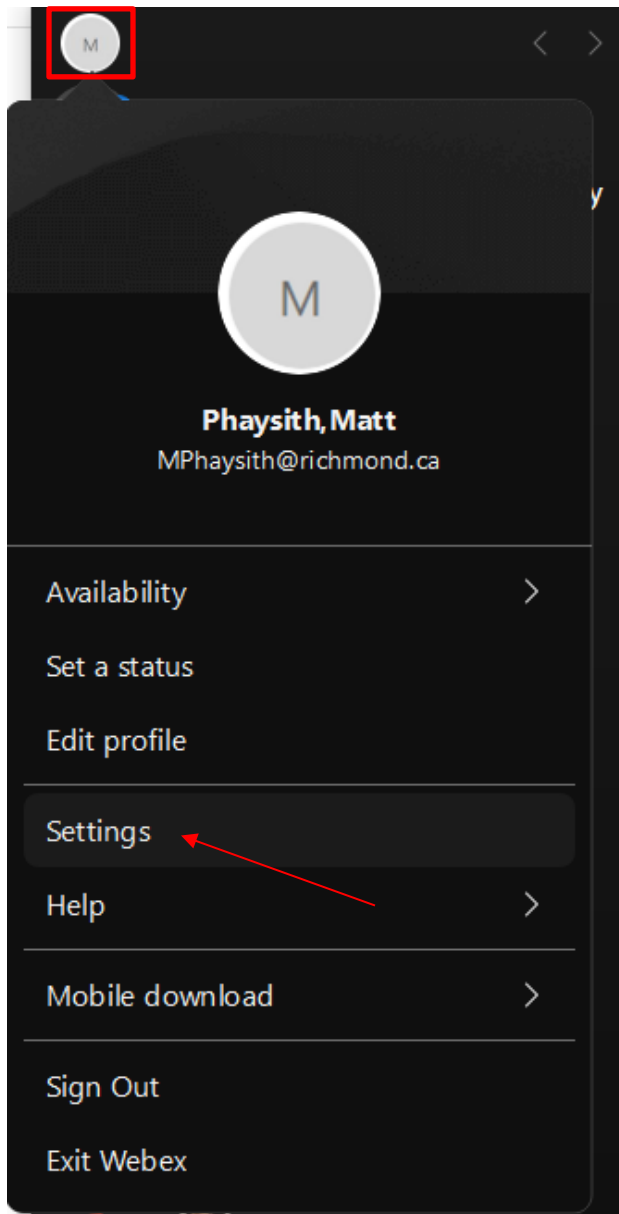 M
y
M
Phaysith, Matt
MPhaysith@richmond.ca
Availability
Set a status
Edit profile
Settings
Help
Mobile download
Sign Out
Exit Webex